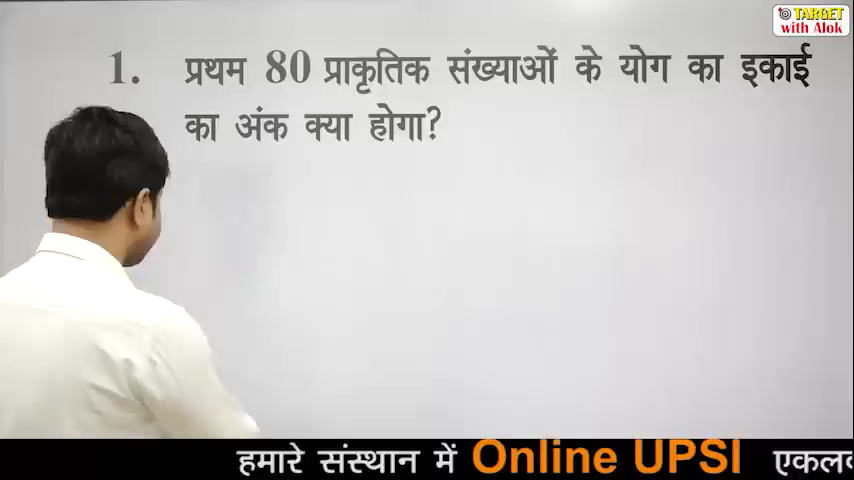 TARGET
with Alok
1. प्रथम 80 प्राकृतिक संख्याओं के योग का इकाई
का अंक क्या होगा?
हमारे संस्थान में Online UPSI